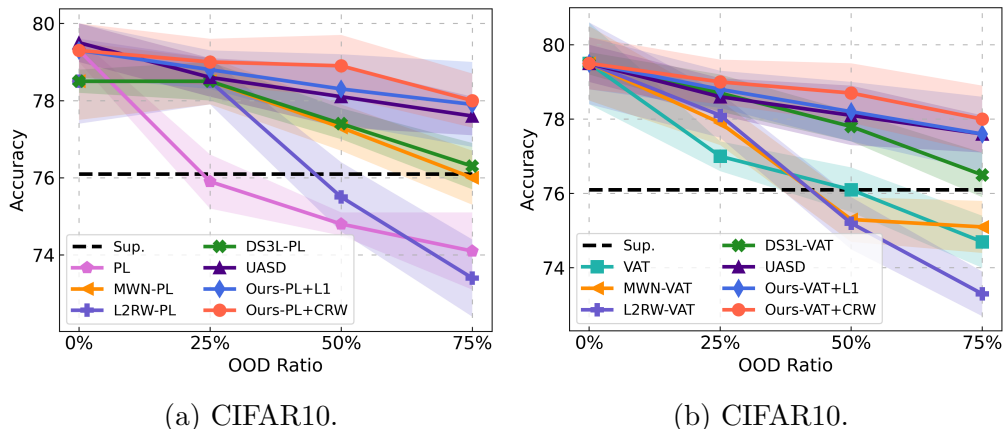 80
78
76
74
Accuracy
Sup.
PL
MWN-PL
L2RW-PL
DS3L-PL
UASD
Ours-PL+L1
Ours-PL+CRW
0% 25% 50% 75%
OOD Ratio
(a) CIFAR10.
80
78
76
74
Accuracy
Sup.
VAT
MWN-VAT
L2RW-VAT
DS3L-VAT
UASD
Ours-VAT+L1
Ours-VAT+CRW
0% 25% 50% 75%
OOD Ratio
(b) CIFAR10.